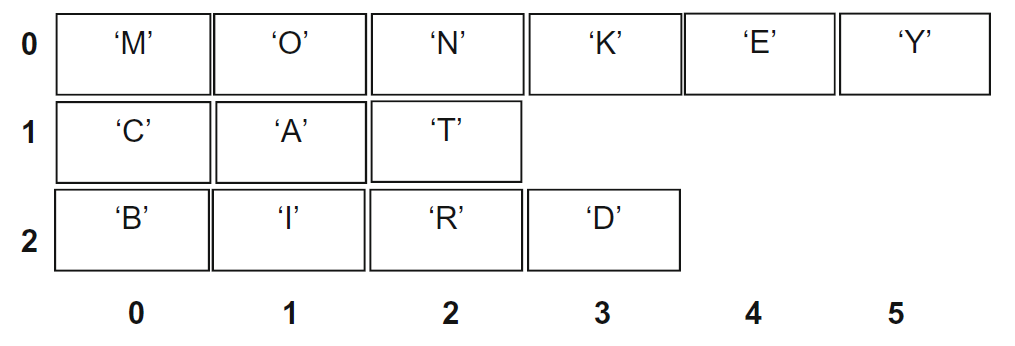 0 ‘M’ ‘O’ ‘N’ ‘K’ ‘E’ ‘Y’
1 ‘C’ ‘A’ ‘T’
2 ‘B’ ‘I’ ‘R’ ‘D’
0 1 2 3 4 5